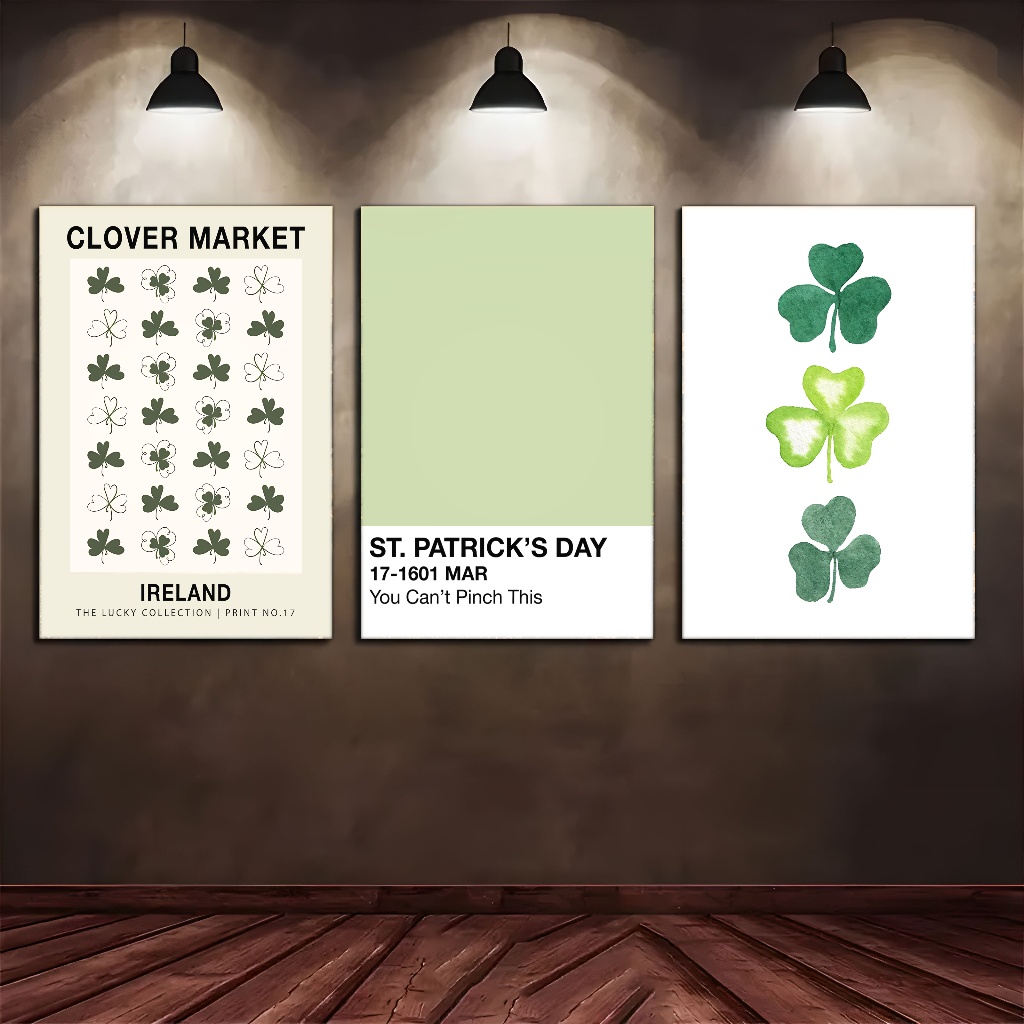 CLOVER MARKET
IRELAND
THE LUCKY COLLECTION | PRINT NO.17
ST. PATRICK'S DAY
17-1601 MAR
You Can't Pinch This